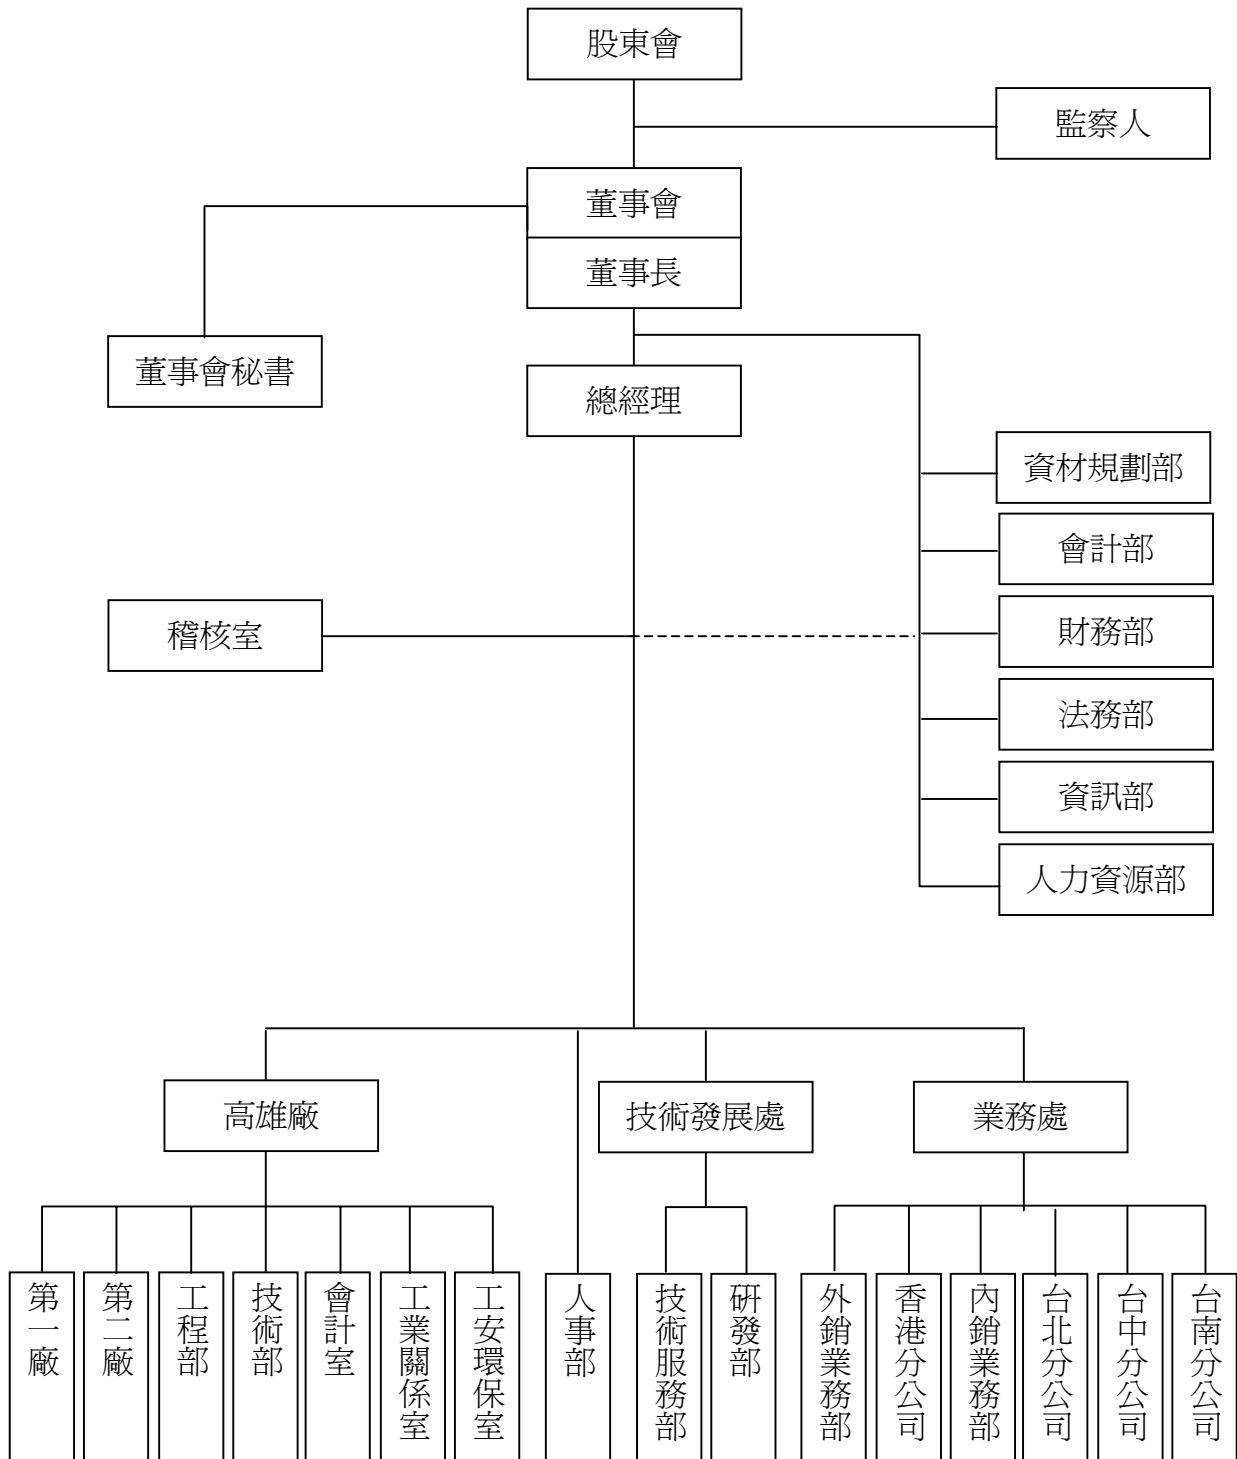 股東會
監察人
董事會
董事長
董事會秘書
總經理
資材規劃部
會計部
財務部
稽核室
法務部
資訊部
人力資源部
高雄廠
技術發展處
業務處
第一廠
第二廠
工程部
技術部
會計室
工業關係室
工安環保室
人事部
技術服務部
研發部
外銷業務部
香港分公司
內銷業務部
台北分公司
台中分公司
台南分公司